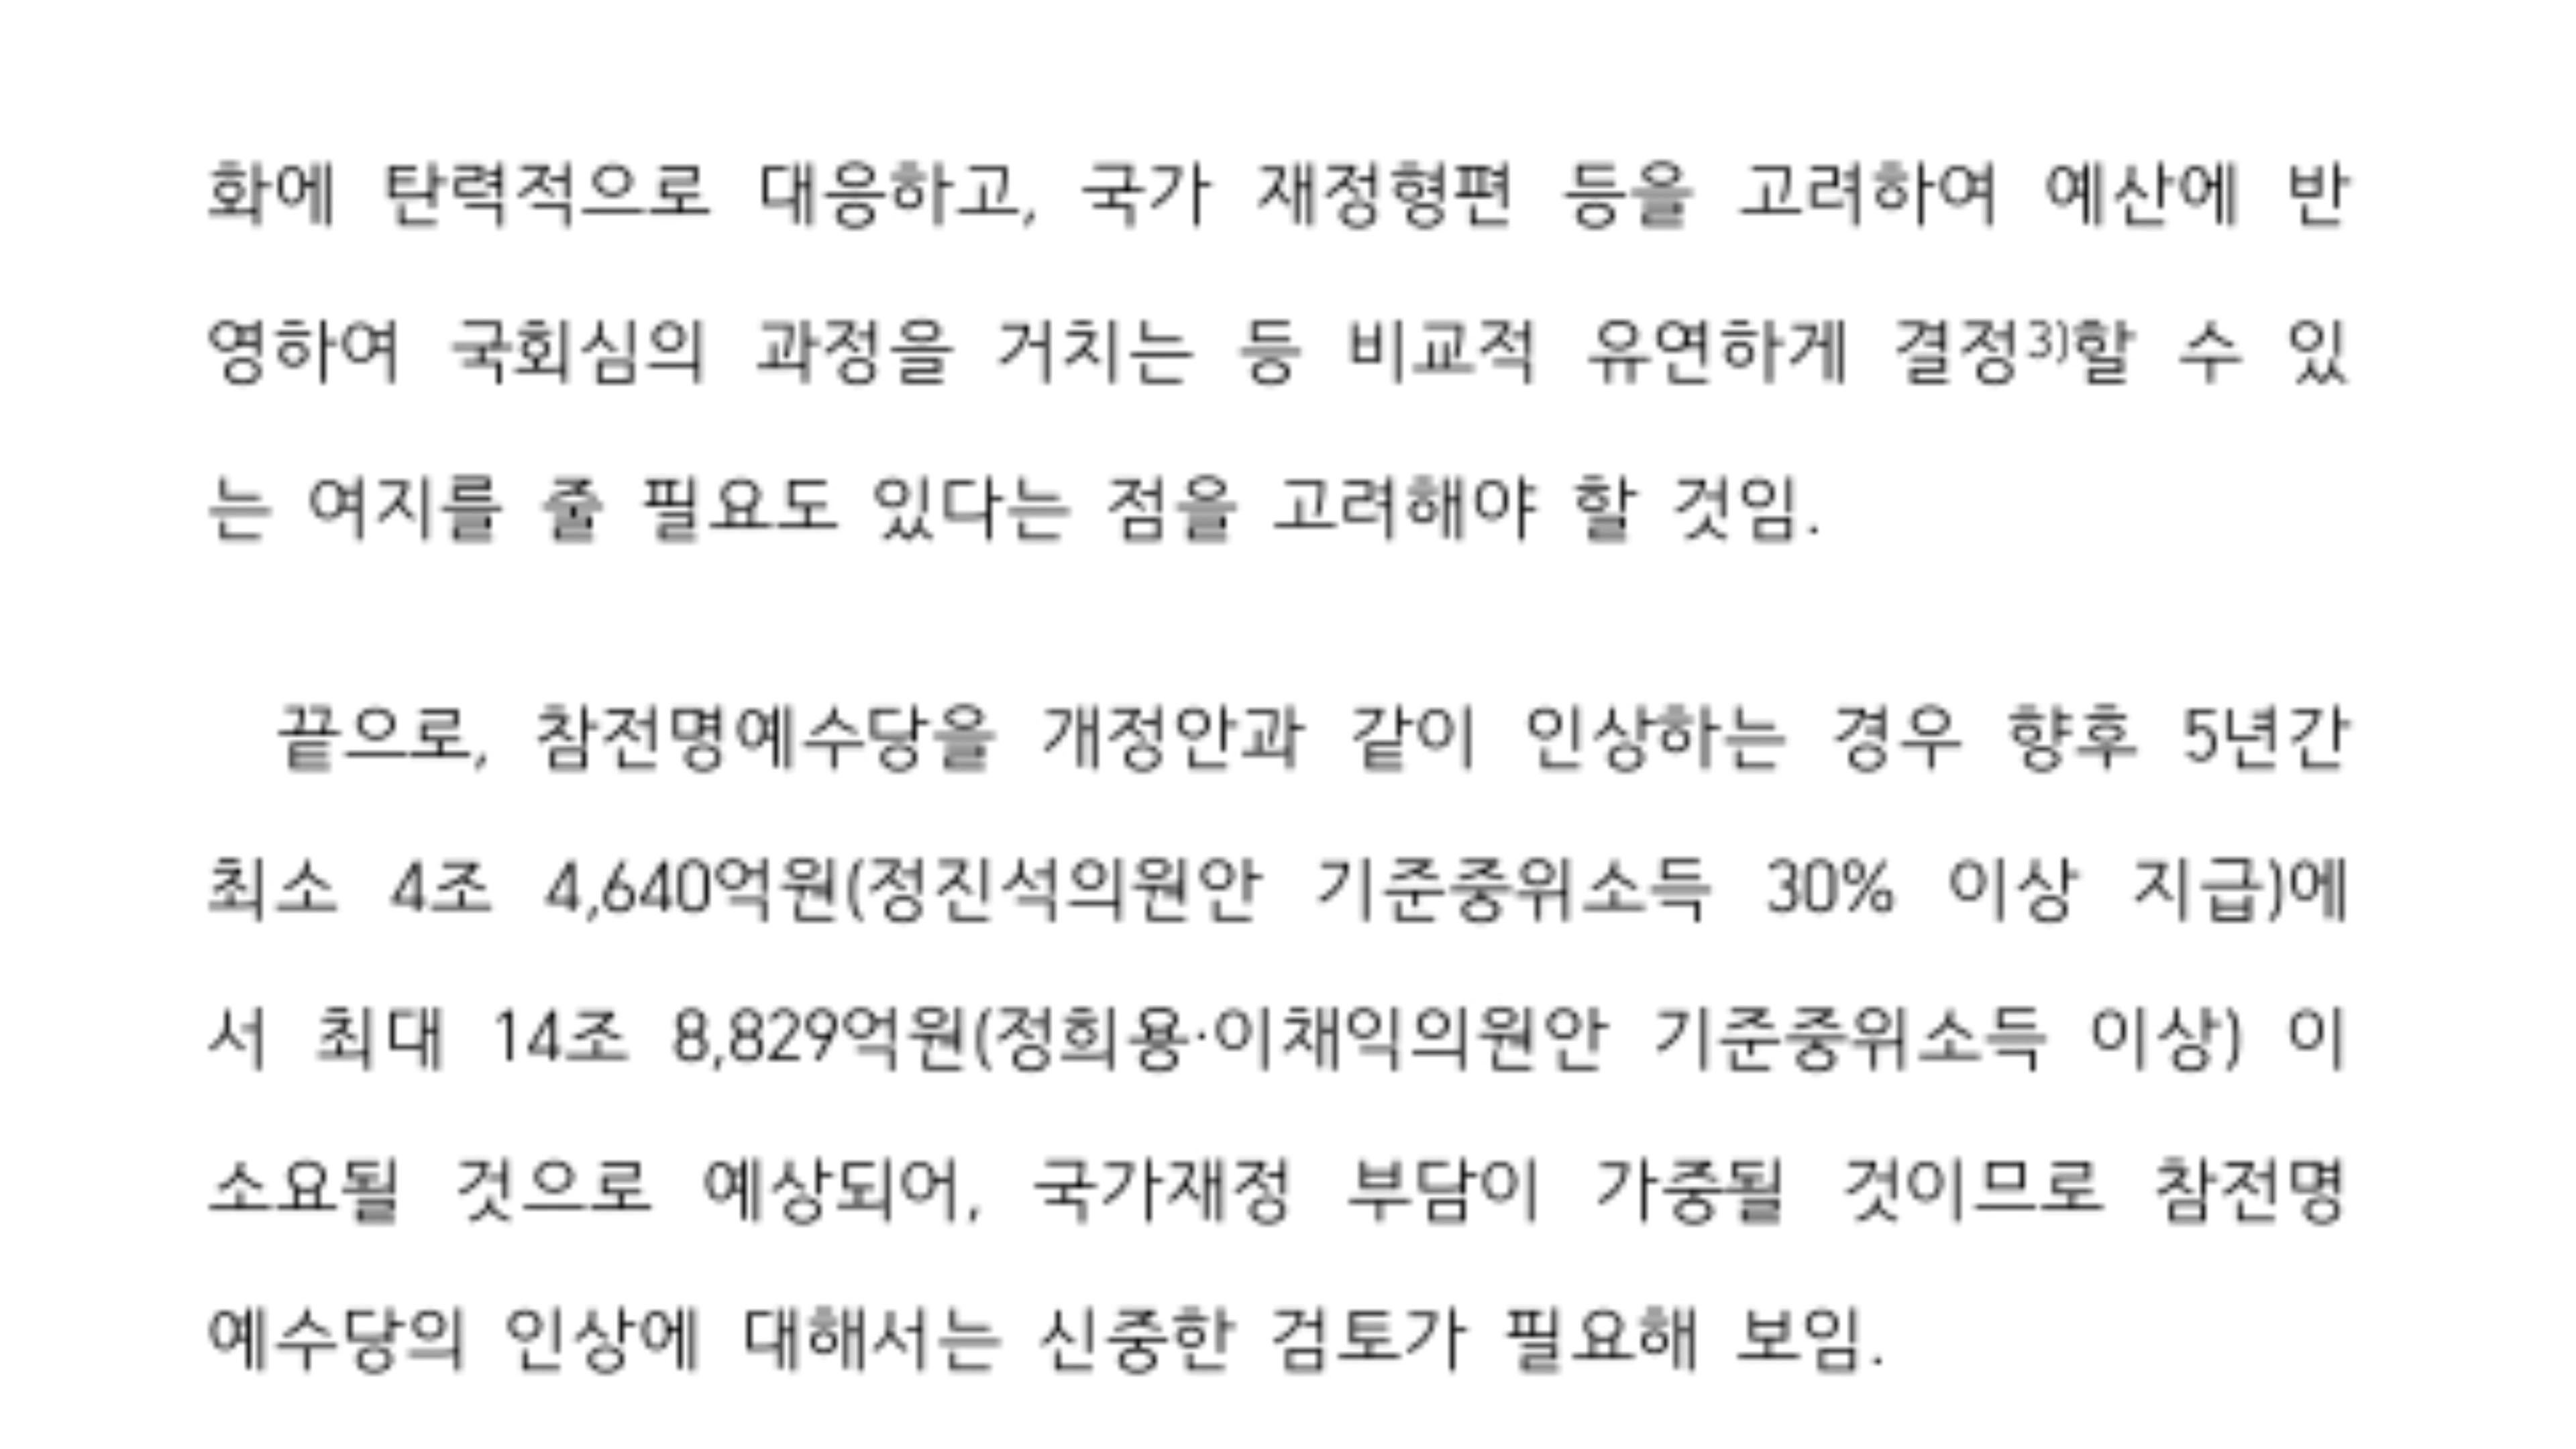 화에 탄력적으로 대응하고, 국가 재정형편 등을 고려하여 예산에 반
영하여 국회심의 과정을 거치는 등 비교적 유연하게 결정3)할 수 있
는 여지를 줄 필요도 있다는 점을 고려해야 할 것임.
끝으로, 참전명예수당을 개정안과 같이 인상하는 경우 향후 5년간
최소 4조 4,640억원(정진석의원안 기준중위소득 30% 이상 지급)에
서 최대 14조 8,829억원(정희용·이채익의원안 기준중위소득 이상) 이
소요될 것으로 예상되어, 국가재정 부담이 가중될 것이므로 참전명
예수당의 인상에 대해서는 신중한 검토가 필요해 보임.